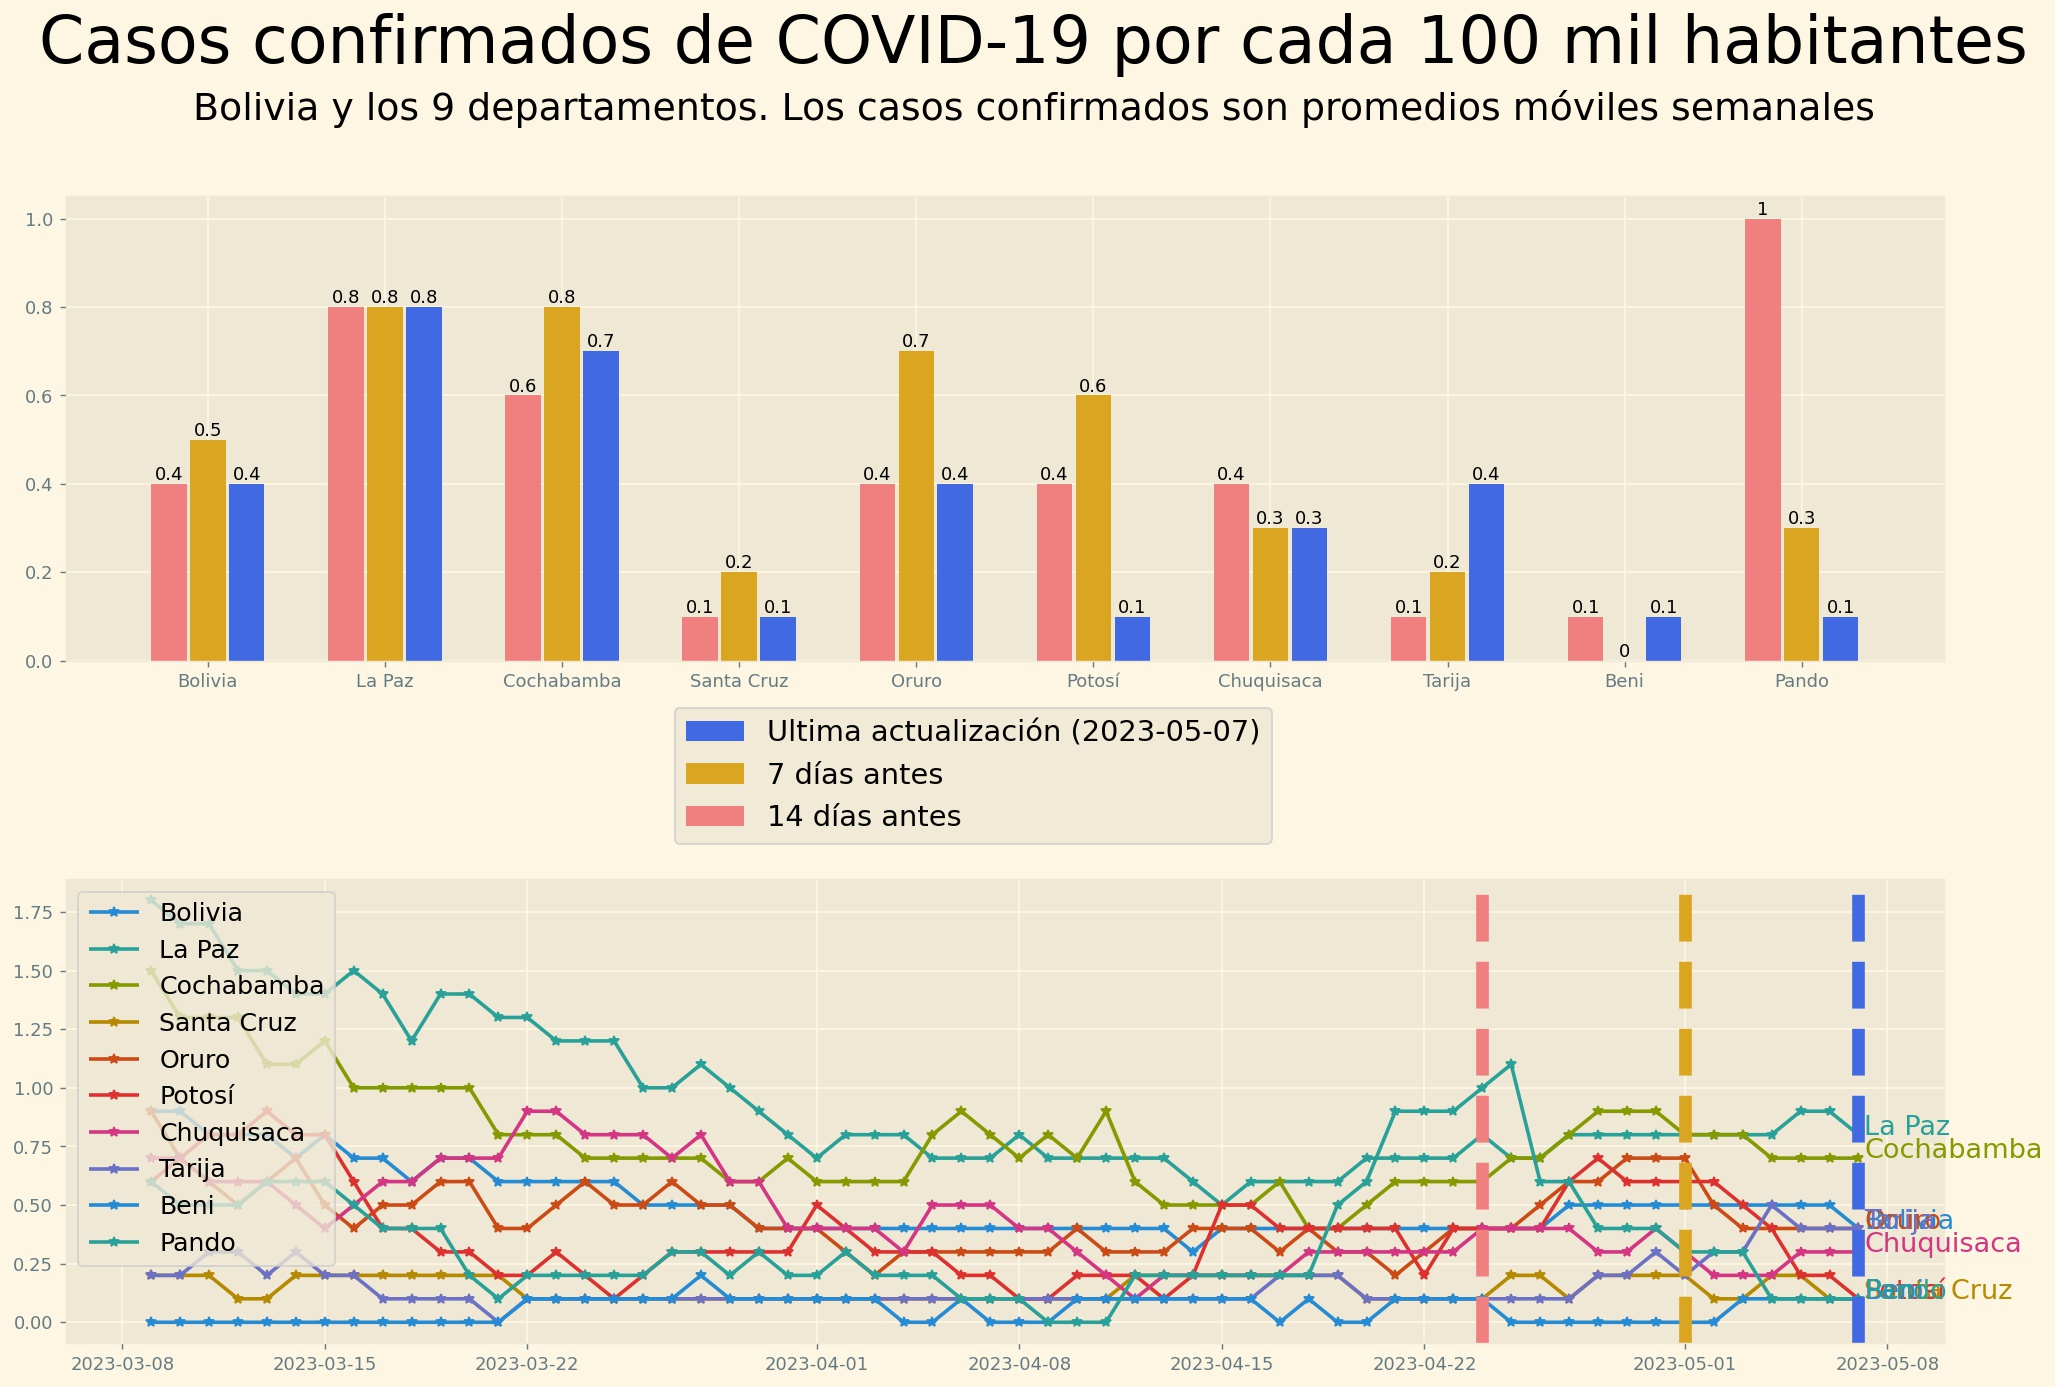 Casos confirmados de COVID-19 por cada 100 mil habitantes
Bolivia y los 9 departamentos. Los casos confirmados son promedios móviles semanales
1.0
0.8
0.6
0.4
0.2
0.0
0.4 0.5 0.4
0.8 0.8 0.8
0.6 0.8 0.7
0.1 0.2 0.1
0.4 0.7 0.4
0.4 0.6 0.1
0.4 0.3 0.3
0.1 0.2 0.4
0.1 0 0.1
1 0.3 0.1
Bolivia La Paz Cochabamba Santa Cruz Oruro Potosí Chuquisaca Tarija Beni Pando
Ultima actualización (2023-05-07)
7 días antes
14 días antes
1.75
1.50
1.25
1.00
0.75
0.50
0.25
0.00
Bolivia
La Paz
Cochabamba
Santa Cruz
Oruro
Potosí
Chuquisaca
Tarija
Beni
Pando
La Paz
Cochabamba
Chuquisaca
2023-03-08 2023-03-15 2023-03-22 2023-04-01 2023-04-08 2023-04-15 2023-04-22 2023-05-01 2023-05-08